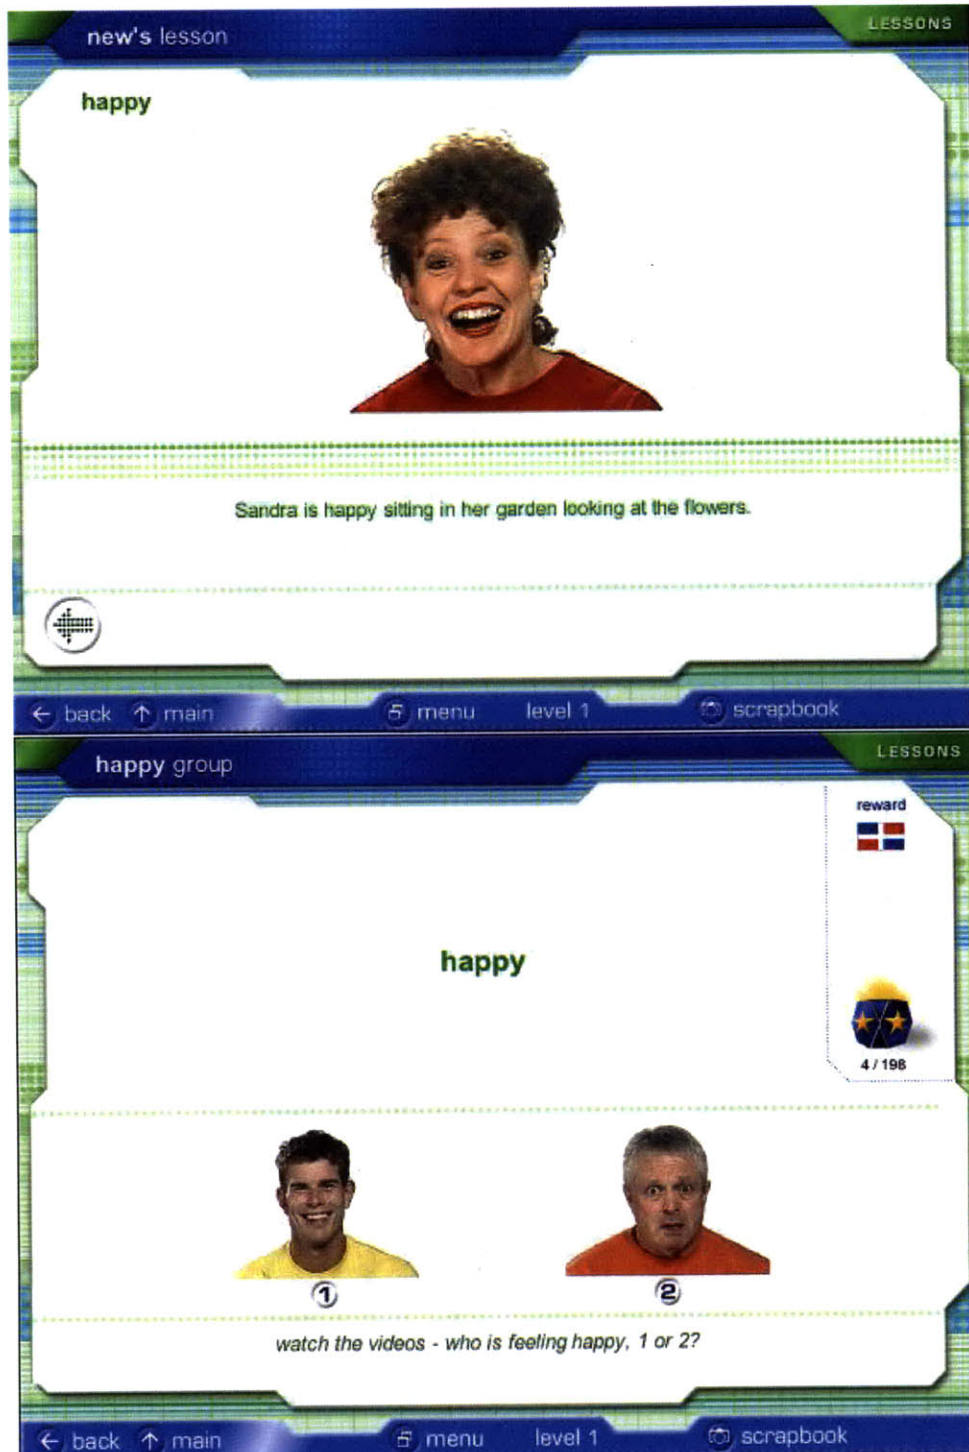 new's lesson
LESSONS
happy
Sandra is happy sitting in her garden looking at the flowers.
back main menu level 1 scrapbook
happy group
LESSONS
reward
happy
4 / 198
1 2
watch the videos - who is feeling happy, 1 or 2?
back main menu level 1 scrapbook